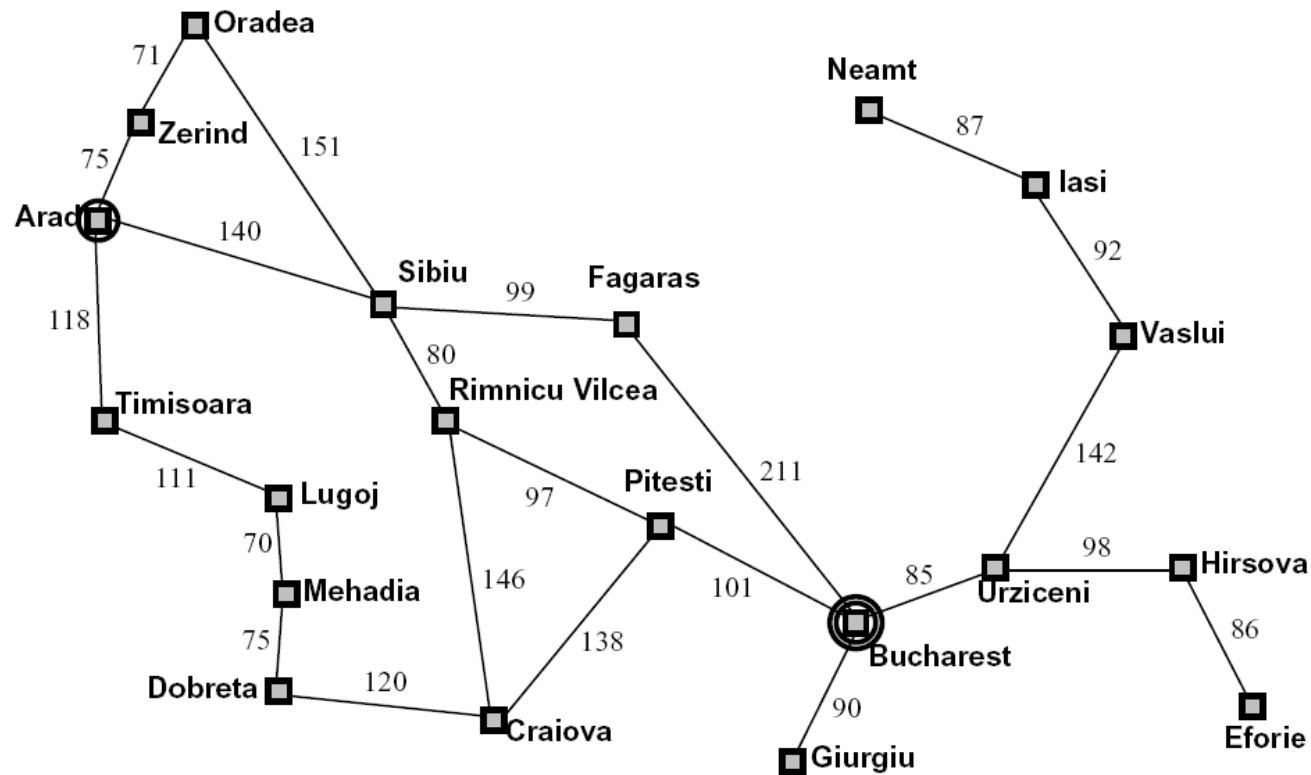 Oradea
71
Neamt
87
Zerind
151
75
Iasi
Arad
140
92
Sibiu
Fagaras
99
118
Vaslui
80
Timisoara
Rimnicu Vilcea
142
111
211
Lugoj
97
Pitesti
70
98
Hirsova
146
101
85
Mehadia
Urziceni
86
75
138
Bucharest
Dobreta
120
90
Craiova
Eforie
Giurgiu